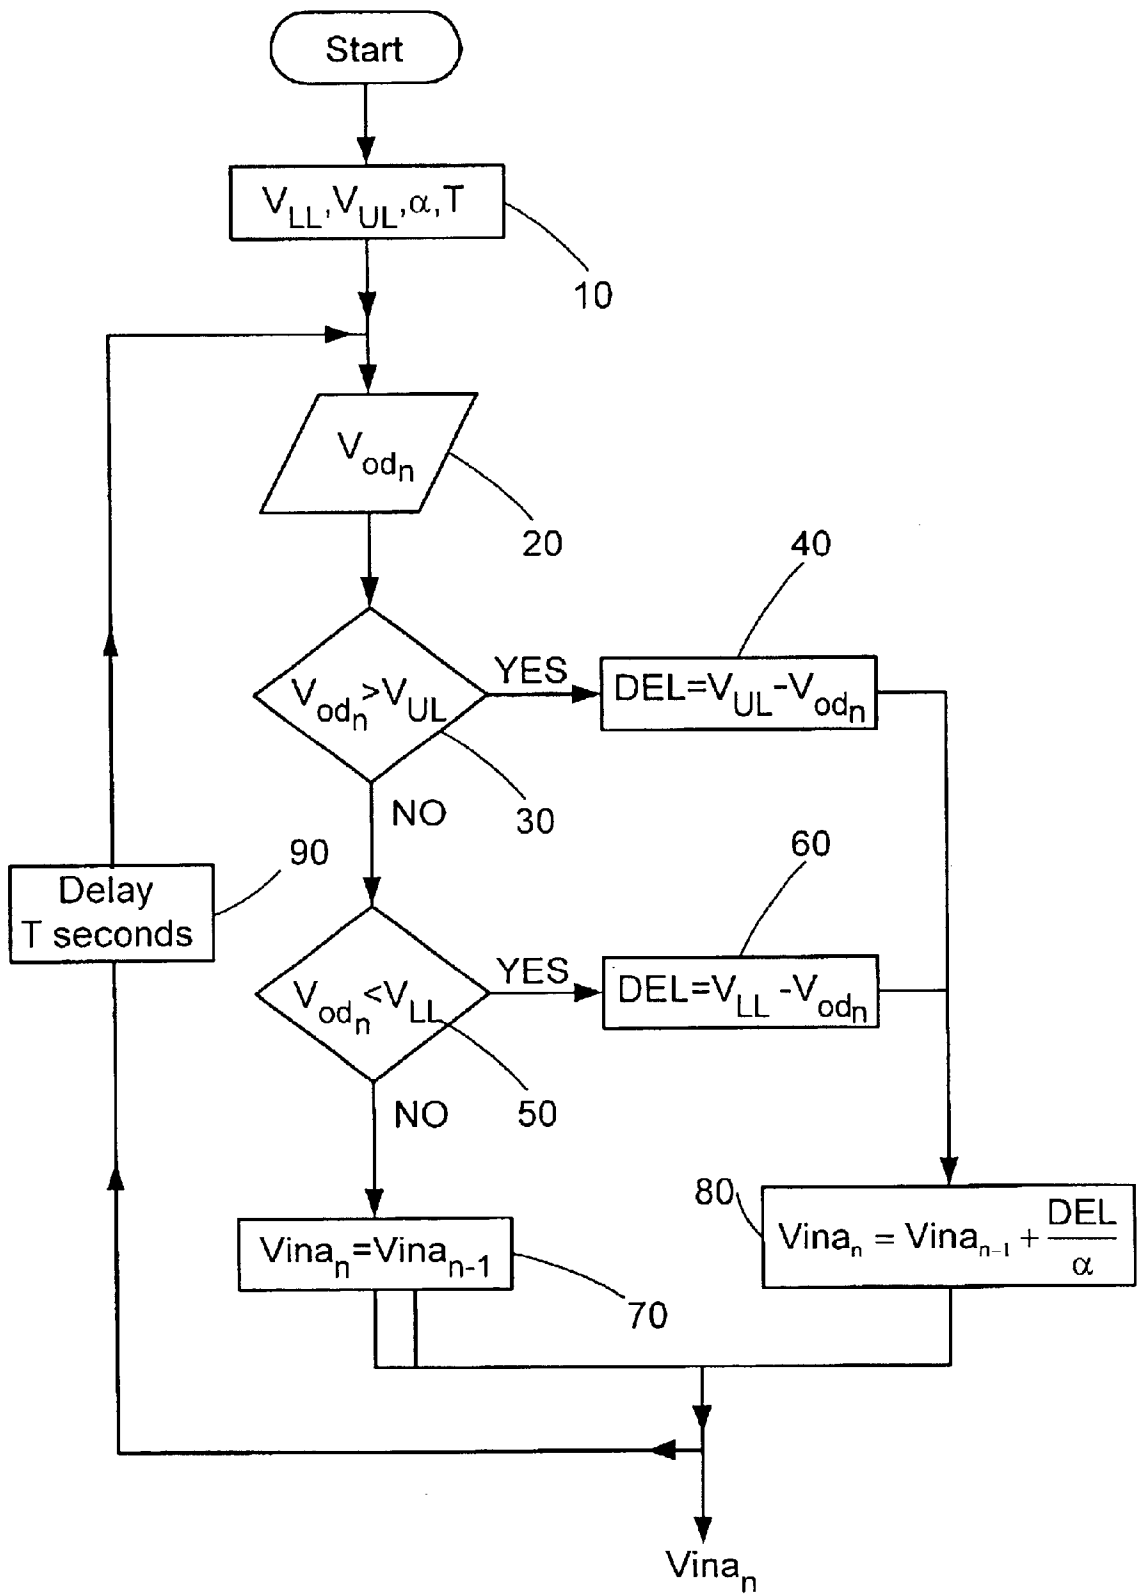 Start
V_LL, V_UL, α, T
10
V_od_n
20
40
V_od_n > V_UL
YES
DEL=V_UL-V_od_n
30
NO
90
Delay
T seconds
60
V_od_n < V_LL
YES
DEL=V_LL -V_od_n
50
NO
80
Vina_n=Vina_n-1
Vina_n = Vina_n-1 + DEL/α
70
Vina_n